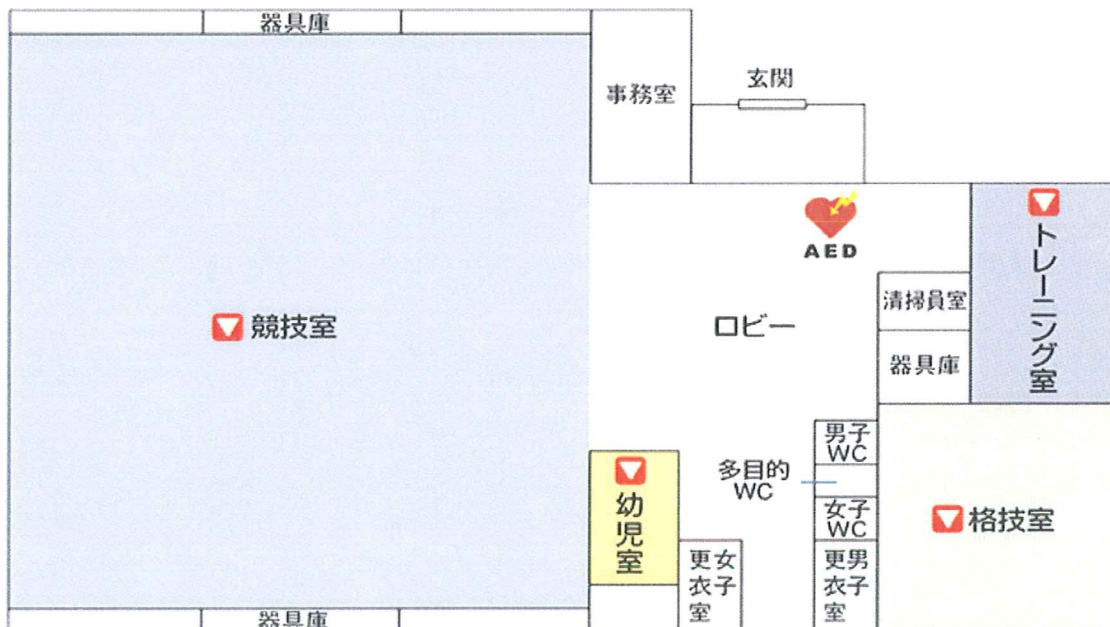 器具庫
事務室
玄関
AED
トレーニング室
清掃員室
競技室
ロビー
器具庫
男子
WC
多目的
WC
幼児室
女子
WC
格技室
女子
更衣室
男子
更衣室
器具庫